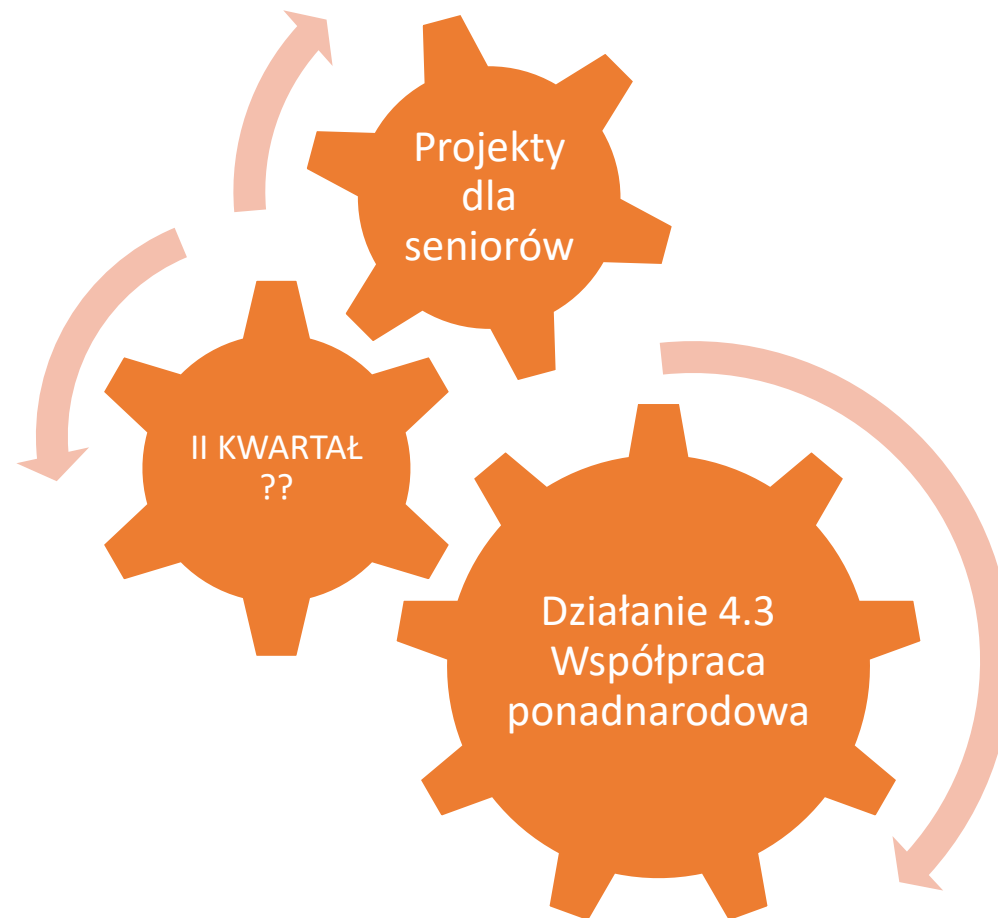 Projekty
dla
seniorów
II KWARTAŁ
??
Działanie 4.3
Współpraca
ponadnarodowa